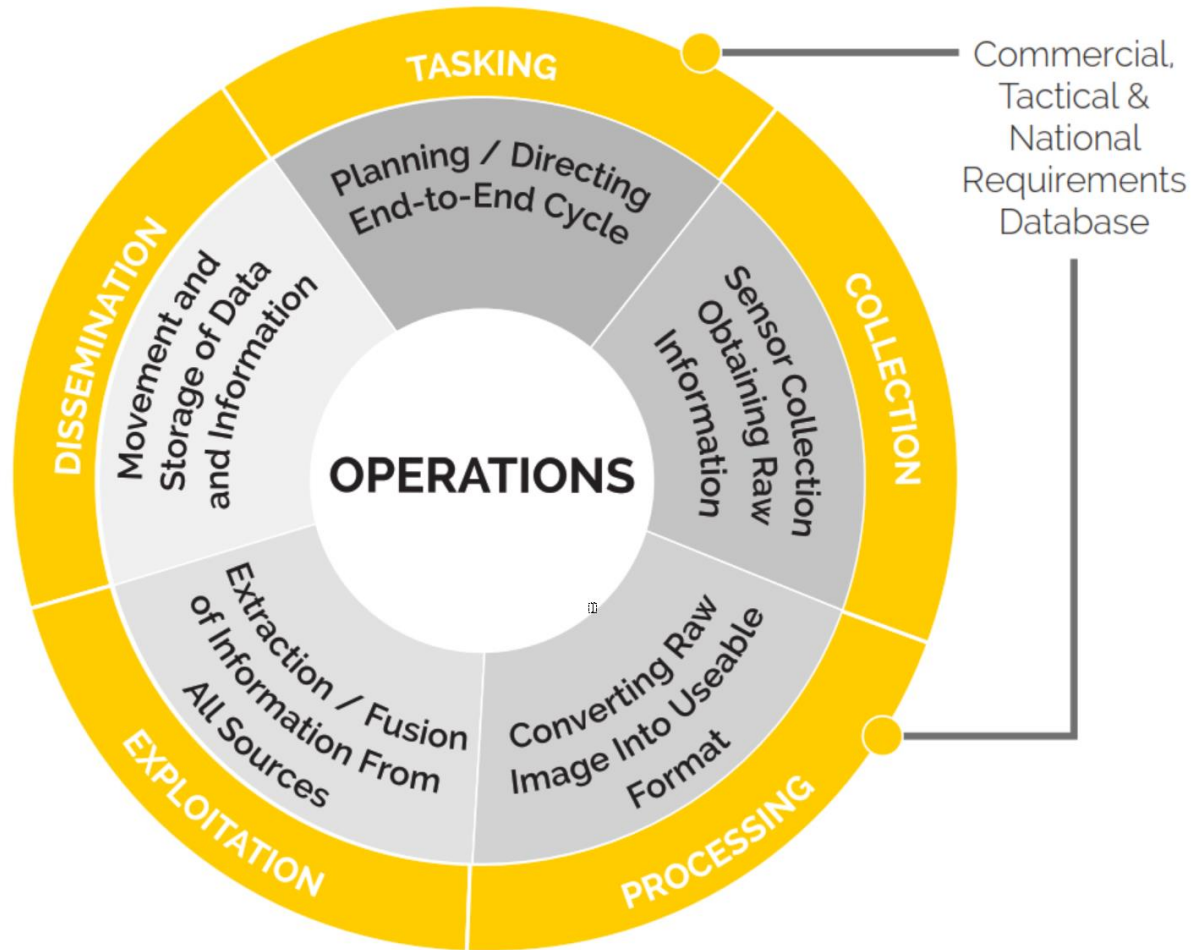 TASKING
Planning / Directing
End-to-End Cycle
Commercial,
Tactical &
National
Requirements
Database
COLLECTION
Sensor Collection
Obtaining Raw
Information
PROCESSING
Converting Raw
Image Into Useable
Format
EXPLOITATION
Extraction / Fusion
of Information From
All Sources
DISSEMINATION
Movement and
Storage of Data
and Information
OPERATIONS